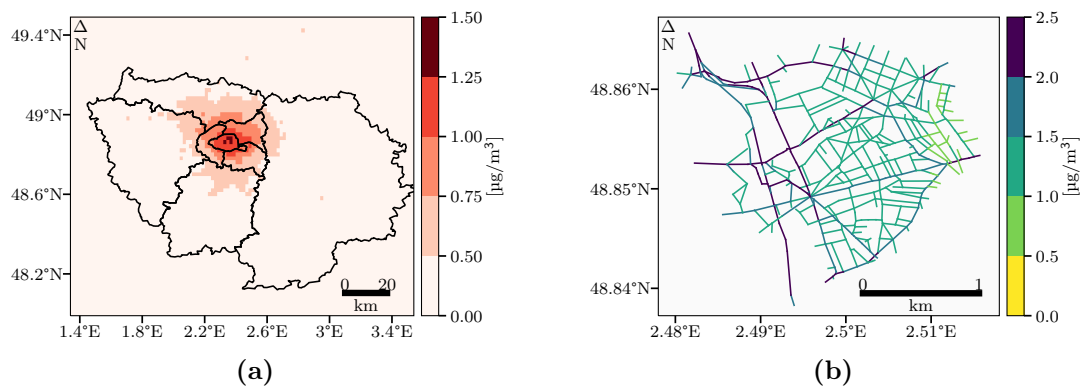 Δ
N
49.4°N
49°N
48.6°N
48.2°N
1.4°E 1.8°E 2.2°E 2.6°E 3°E 3.4°E
0 20
km
1.50
1.25
1.00
0.75
0.50
0.00
[µg/m³]
(a)
Δ
N
48.86°N
48.85°N
48.84°N
2.48°E 2.49°E 2.5°E 2.51°E
0 1
km
2.5
2.0
1.5
1.0
0.5
0.0
[µg/m³]
(b)